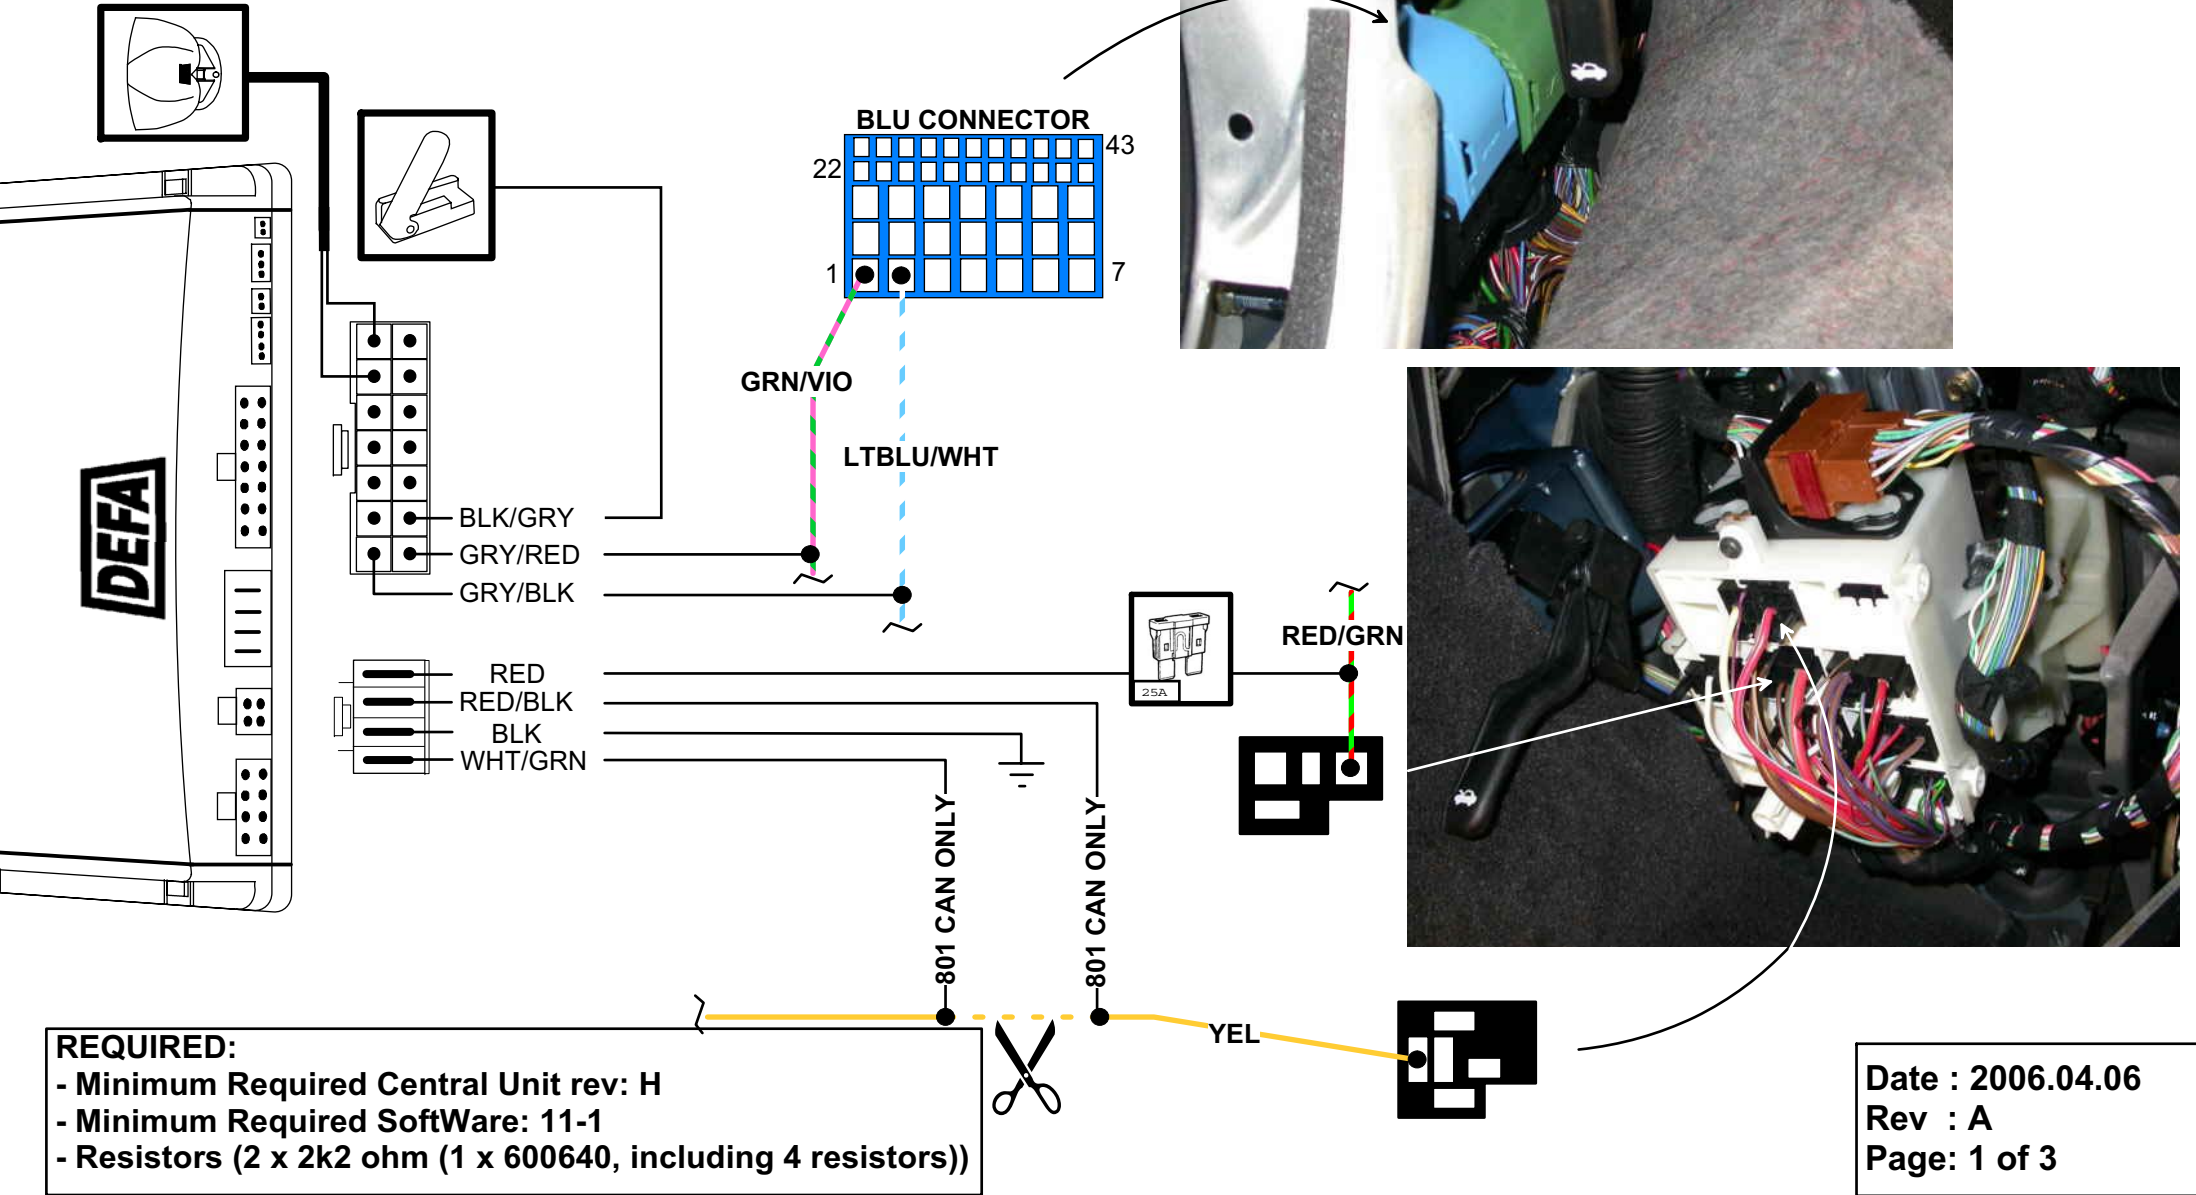 BLU CONNECTOR
43
22
1
7
GRN/VIO
LTBLU/WHT
DEFA
BLK/GRY
GRY/RED
GRY/BLK
RED
RED/BLK
BLK
WHT/GRN
25A
RED/GRN
801 CAN ONLY
801 CAN ONLY
YEL
REQUIRED:
- Minimum Required Central Unit rev: H
- Minimum Required SoftWare: 11-1
- Resistors (2 x 2k2 ohm (1 x 600640, including 4 resistors))
Date : 2006.04.06
Rev : A
Page: 1 of 3